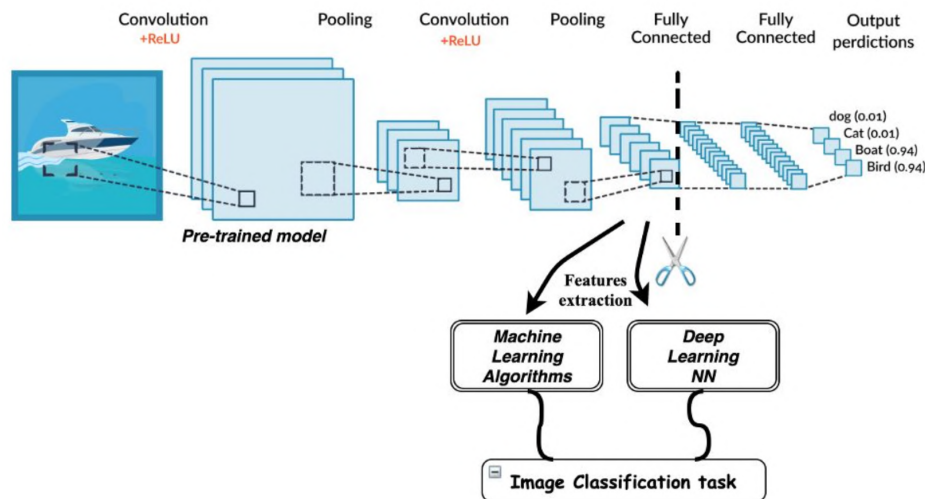 Convolution
+ReLU
Pooling
Convolution
+ReLU
Pooling
Fully
Connected
Fully
Connected
Output
perdictions
dog (0.01)
Cat (0.01)
Boat (0.94)
Bird (0.94)
Pre-trained model
Features
extraction
Machine
Learning
Algorithms
Deep
Learning
NN
Image Classification task